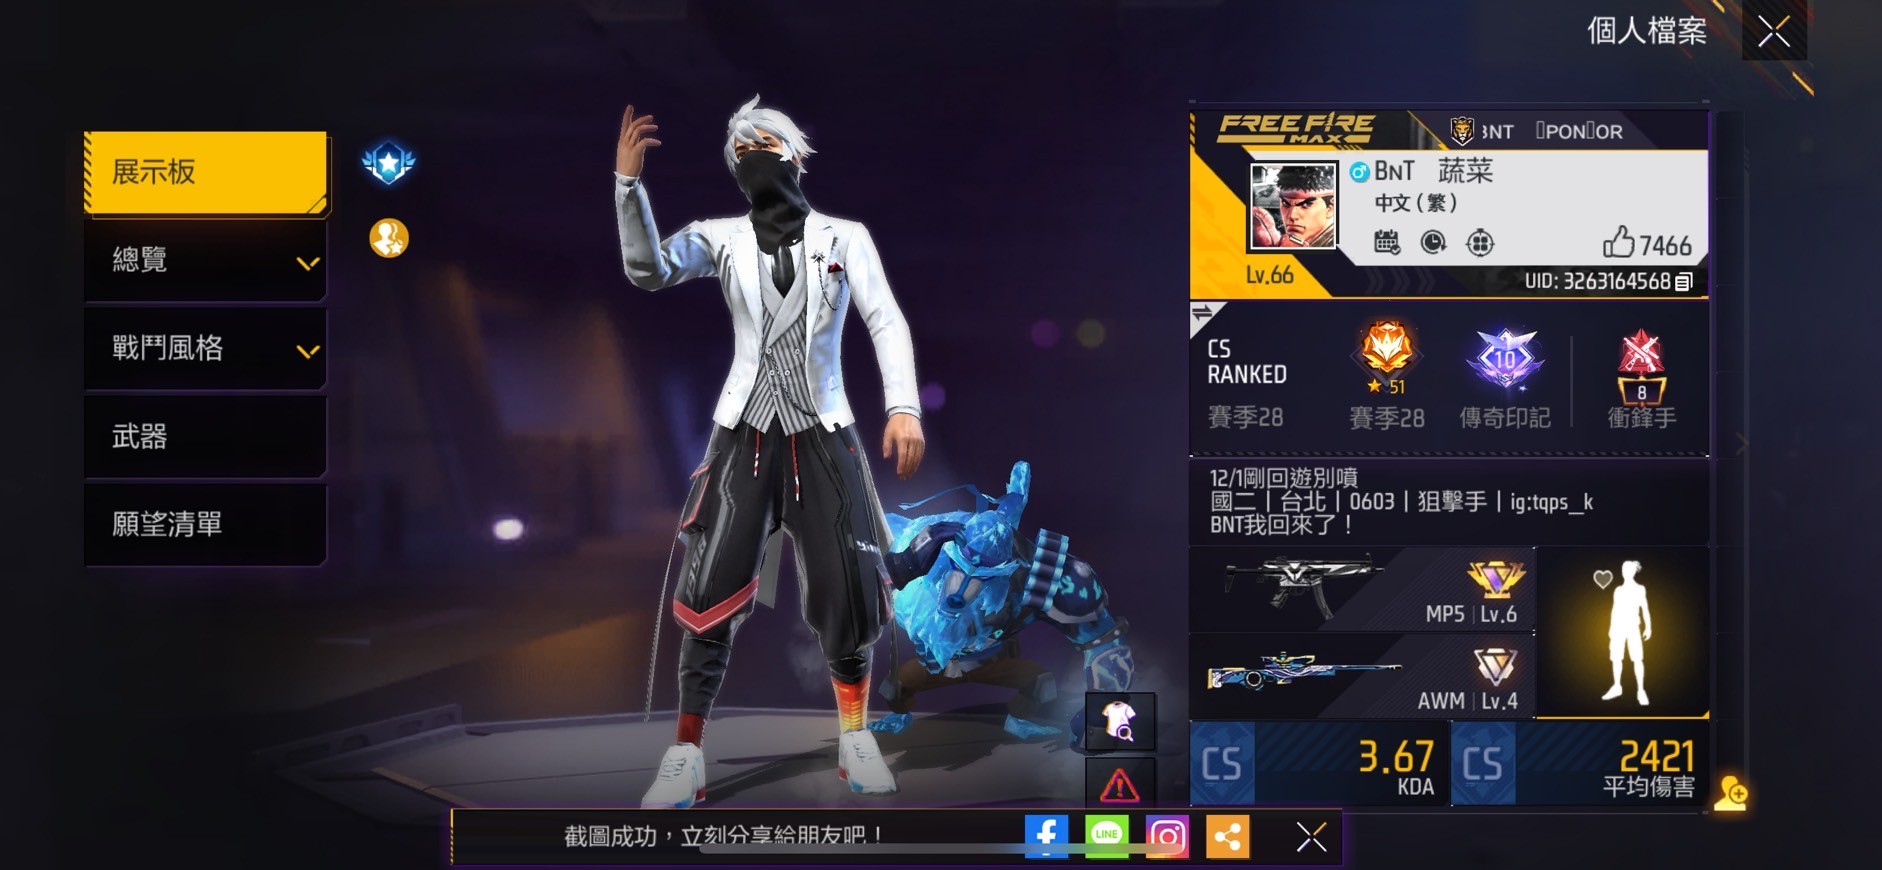 個人檔案
展示板
總覽
戰鬥風格
武器
願望清單
FREE FIRE
MAX
BNT PON OR
BNT 蔬菜
中文(繁)
7466
Lv.66
UID: 3263164568
CS
RANKED
賽季28
51
賽季28
10
傳奇印記
8
衝鋒手
12/1剛回遊別噴
國二|台北|0603|狙擊手|ig:tqps_k
BNT我回來了!
MP5 Lv.6
AWM Lv.4
CS 3.67
KDA
CS 2421
平均傷害
截圖成功,立刻分享給朋友吧!
LINE